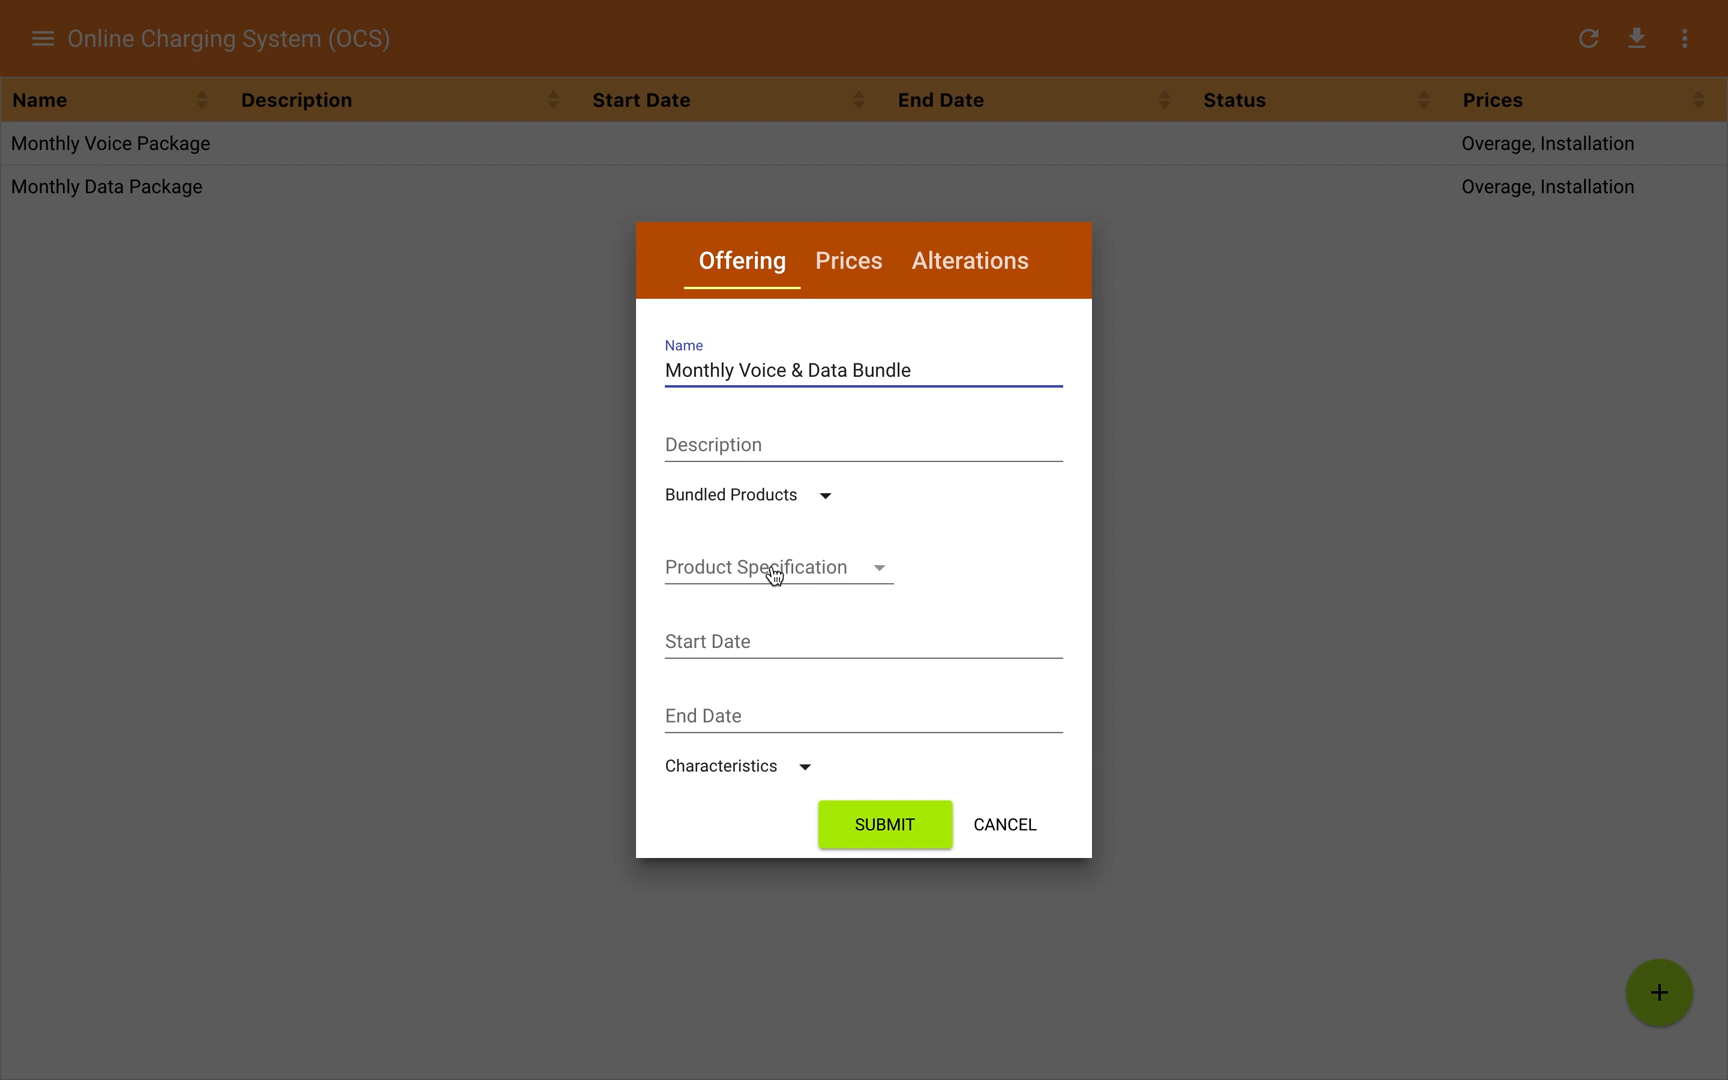 Online Charging System (OCS)
Name Description Start Date End Date Status Prices
Monthly Voice Package Overage, Installation
Monthly Data Package Overage, Installation
Offering Prices Alterations
Name
Monthly Voice & Data Bundle
Description
Bundled Products
Product Specification
Start Date
End Date
Characteristics
SUBMIT CANCEL